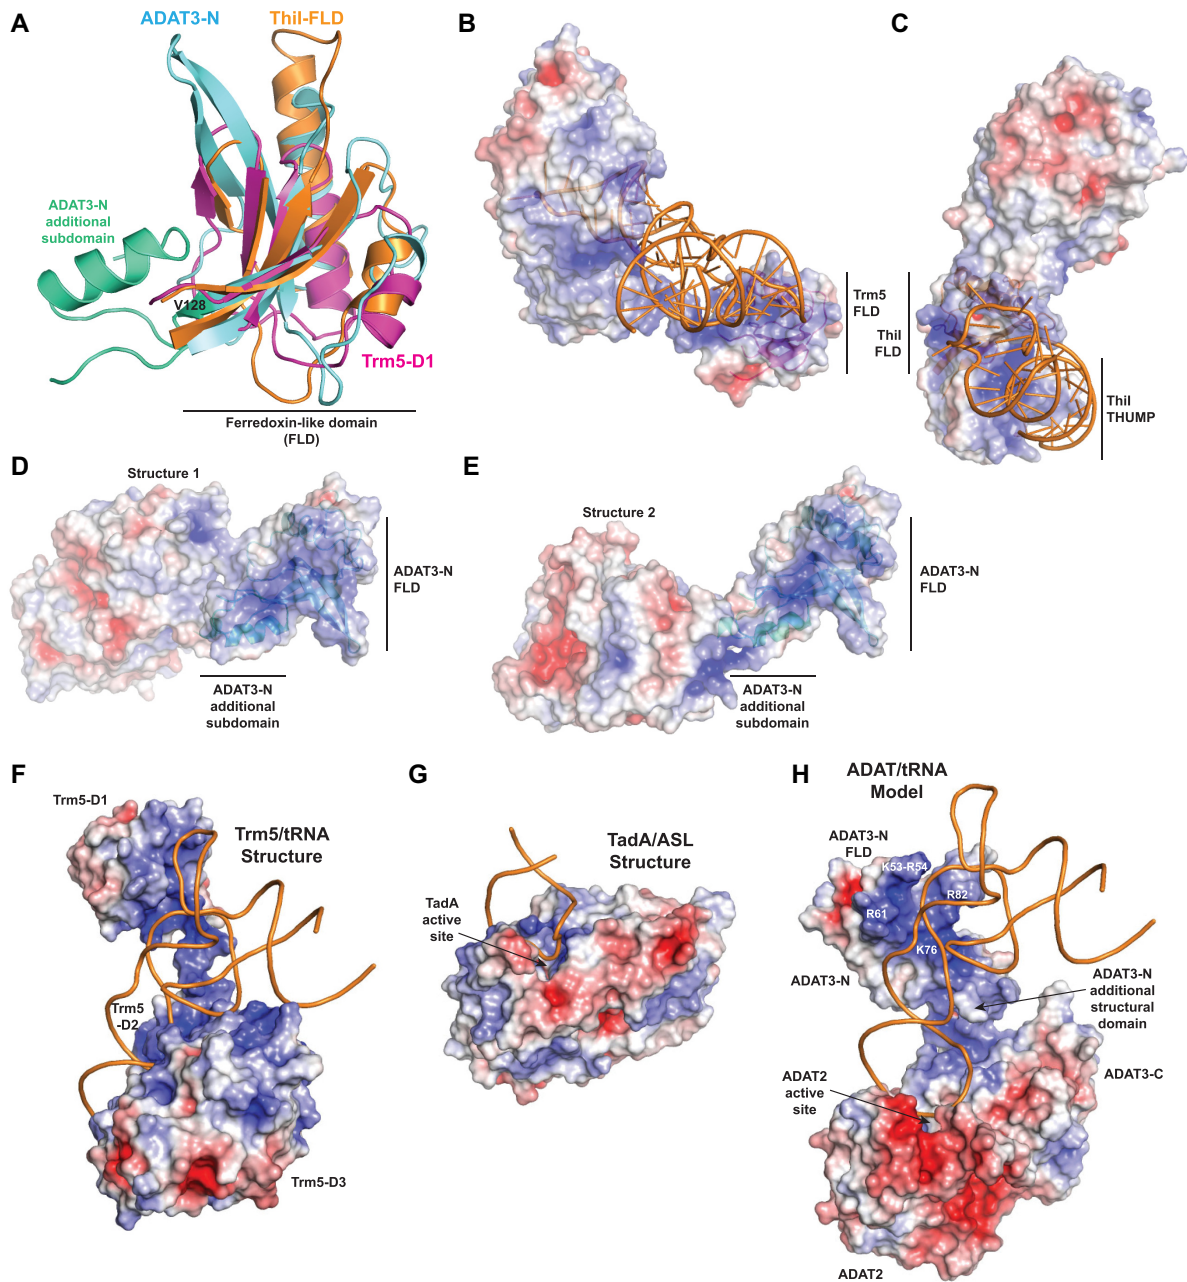 A
ADAT3-N
ThiI-FLD
ADAT3-N
additional
subdomain
V128
Trm5-D1
Ferredoxin-like domain
(FLD)
B
Trm5
FLD
C
ThiI
FLD
ThiI
THUMP
D
Structure 1
ADAT3-N
FLD
ADAT3-N
additional
subdomain
E
Structure 2
ADAT3-N
FLD
ADAT3-N
additional
subdomain
F
Trm5-D1
Trm5/tRNA
Structure
Trm5
-D2
Trm5-D3
G
TadA/ASL
Structure
TadA
active
site
H
ADAT/tRNA
Model
ADAT3-N
FLD
K53-R54
R82
R61
K76
ADAT3-N
ADAT3-N
additional
structural
domain
ADAT2
active
site
ADAT3-C
ADAT2